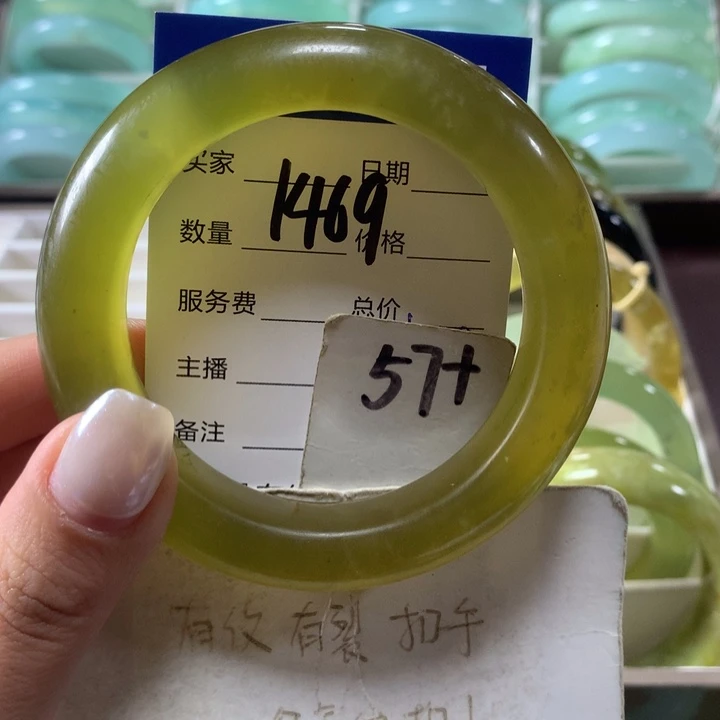 买家 日期
K469
数量 价格
服务费 总价
57+
主播
备注
有纹 有裂 扣手